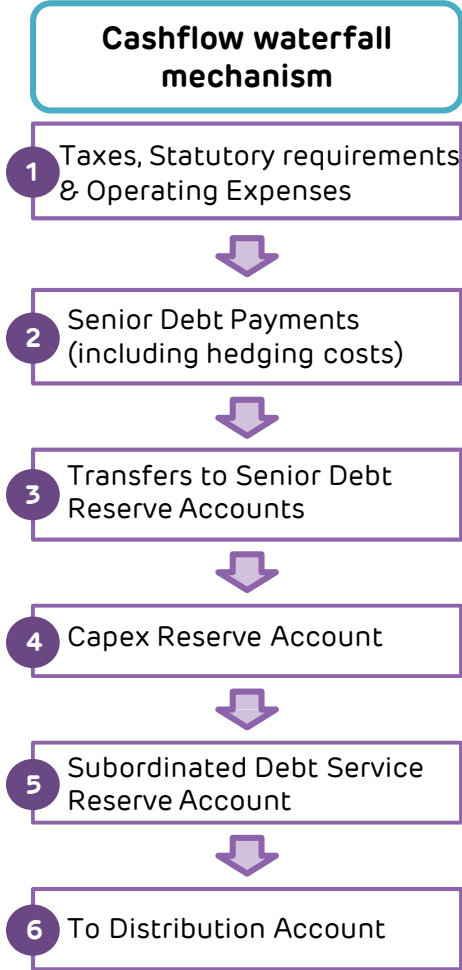 Cashflow waterfall
mechanism
1
Taxes, Statutory requirements
& Operating Expenses
2
Senior Debt Payments
(including hedging costs)
3
Transfers to Senior Debt
Reserve Accounts
4
Capex Reserve Account
5
Subordinated Debt Service
Reserve Account
6
To Distribution Account